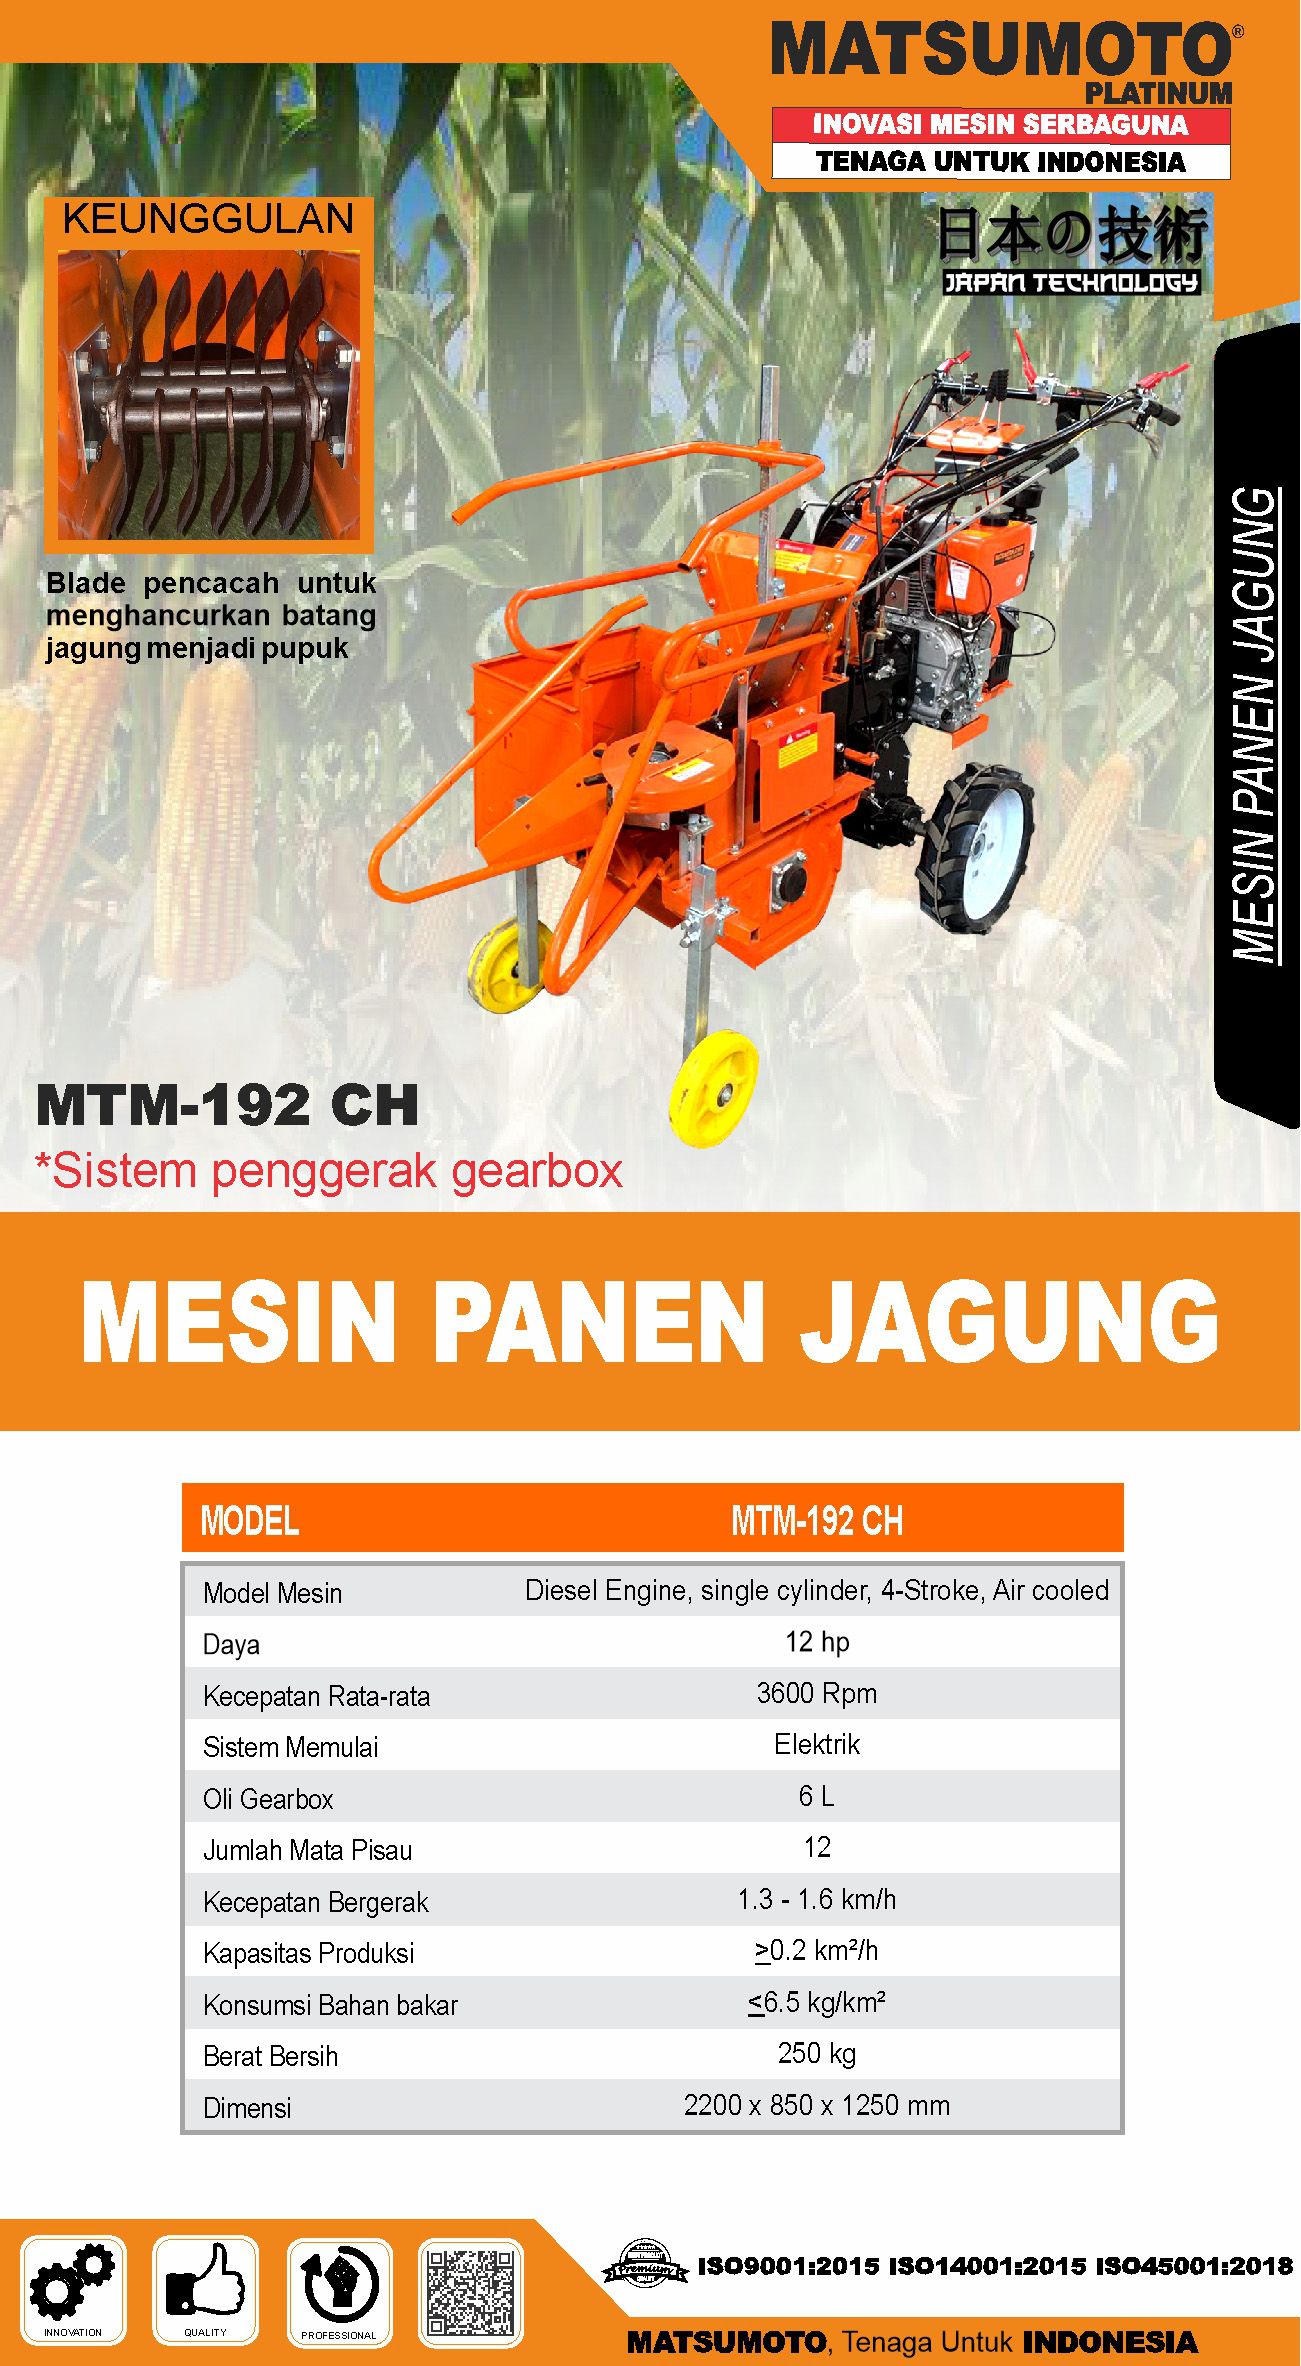 MATSUMOTO®
PLATINUM
INOVASI MESIN SERBAGUNA
TENAGA UNTUK INDONESIA
日本の技術
JAPAN TECHNOLOGY
KEUNGGULAN
Blade pencacah untuk
menghancurkan batang
jagung menjadi pupuk
MESIN PANEN JAGUNG
MTM-192 CH
*Sistem penggerak gearbox
MESIN PANEN JAGUNG
MODEL MTM-192 CH
Model Mesin Diesel Engine, single cylinder, 4-Stroke, Air cooled
Daya 12 hp
Kecepatan Rata-rata 3600 Rpm
Sistem Memulai Elektrik
Oli Gearbox 6 L
Jumlah Mata Pisau 12
Kecepatan Bergerak 1.3 - 1.6 km/h
Kapasitas Produksi ≥0.2 km²/h
Konsumsi Bahan bakar ≤6.5 kg/km²
Berat Bersih 250 kg
Dimensi 2200 x 850 x 1250 mm
INNOVATION
QUALITY
PROFESSIONAL
Premium
ISO9001:2015 ISO14001:2015 ISO45001:2018
MATSUMOTO, Tenaga Untuk INDONESIA